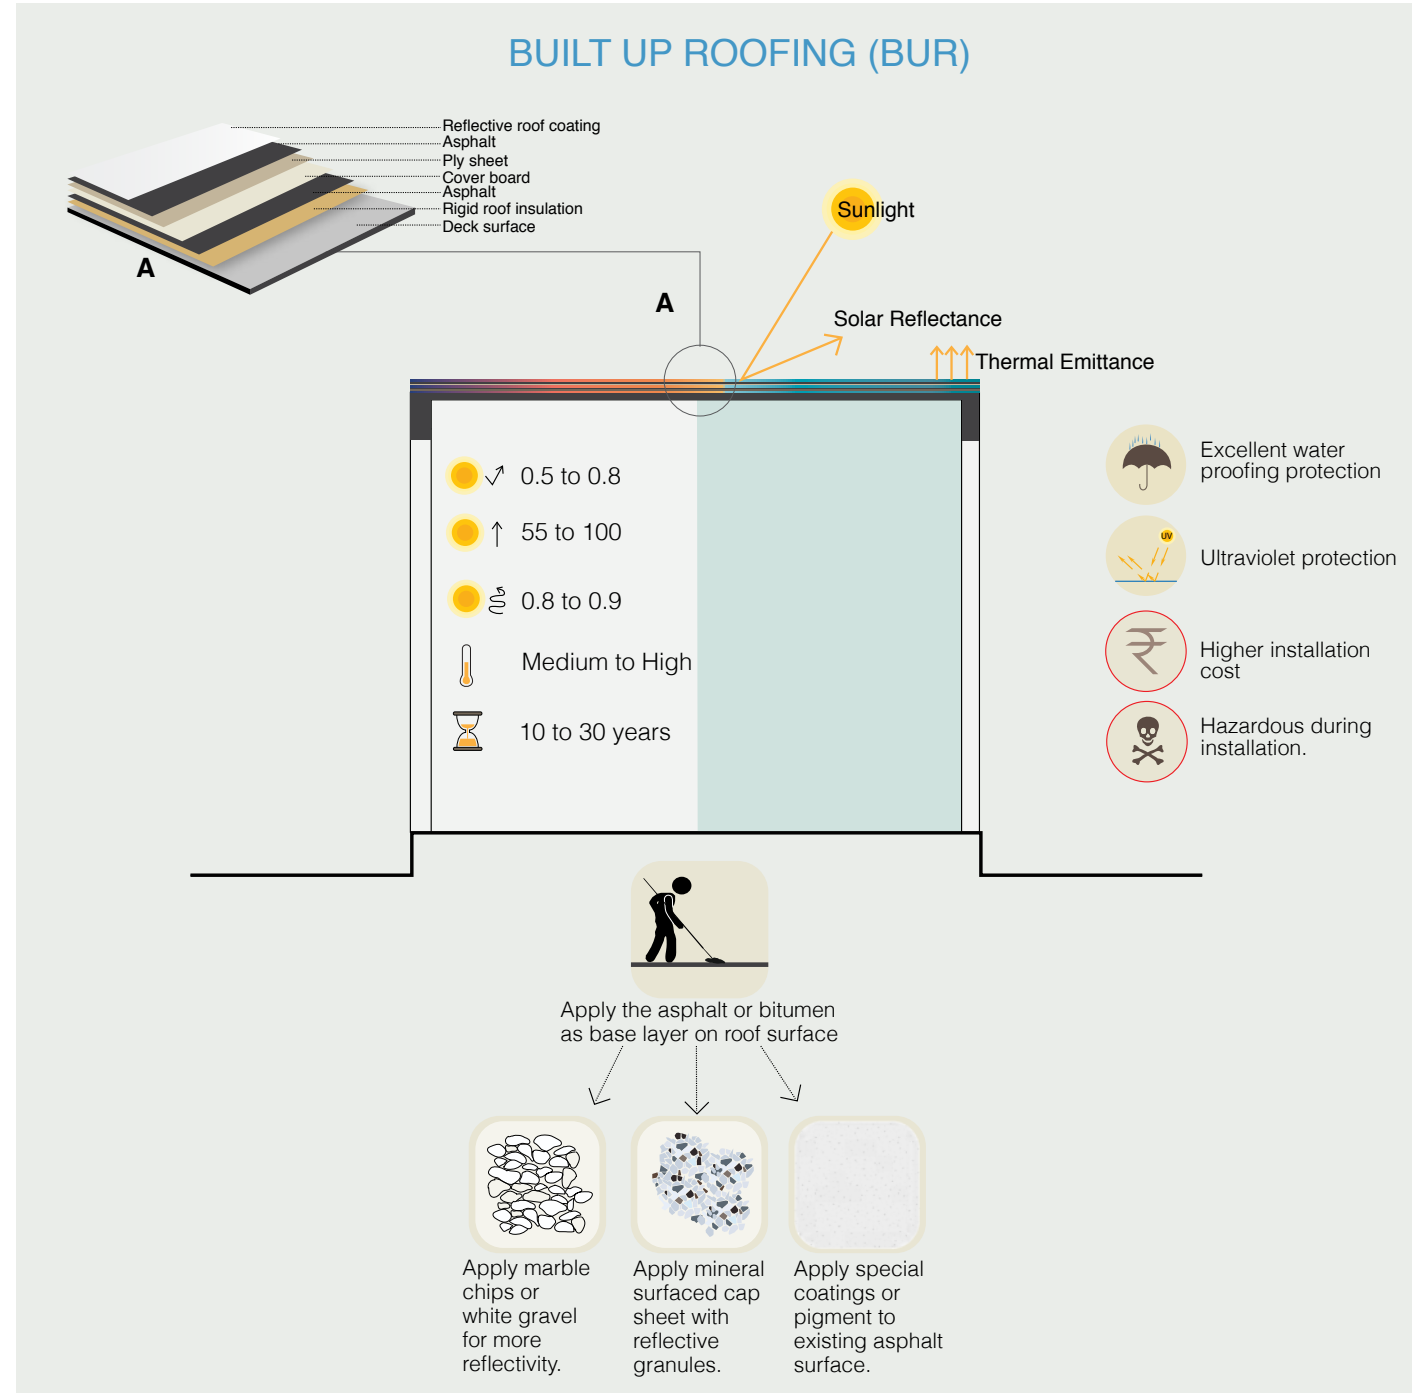 BUILT UP ROOFING (BUR)
Reflective roof coating
Asphalt
Ply sheet
Cover board
Asphalt
Rigid roof insulation
Deck surface
A
A
Sunlight
Solar Reflectance
Thermal Emittance
0.5 to 0.8
55 to 100
0.8 to 0.9
Medium to High
10 to 30 years
Excellent water
proofing protection
UV
Ultraviolet protection
₹
Higher installation
cost
Hazardous during
installation.
Apply the asphalt or bitumen
as base layer on roof surface
Apply marble
chips or
white gravel
for more
reflectivity.
Apply mineral
surfaced cap
sheet with
reflective
granules.
Apply special
coatings or
pigment to
existing asphalt
surface.